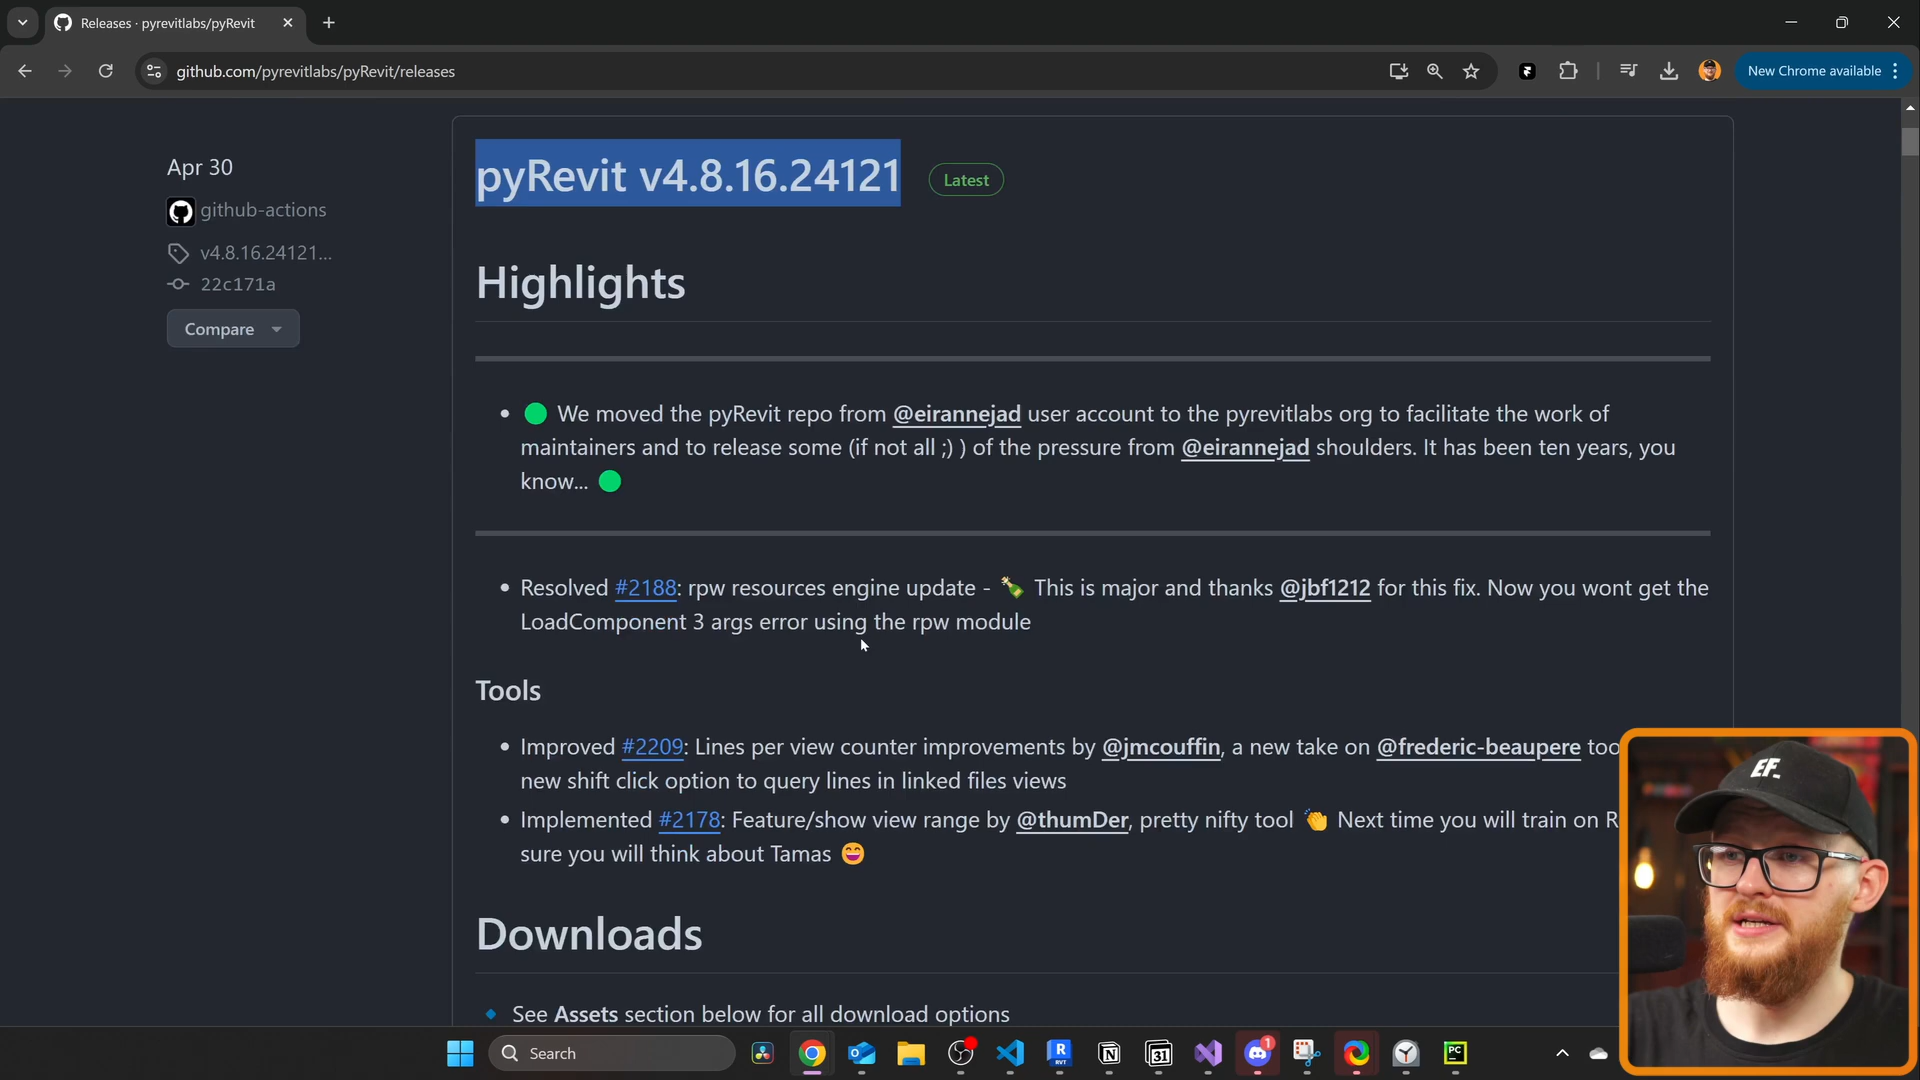 Releases · pyrevitlabs/pyRevit
github.com/pyrevitlabs/pyRevit/releases
New Chrome available
Apr 30
github-actions
v4.8.16.24121...
22c171a
Compare
pyRevit v4.8.16.24121
Latest
Highlights
We moved the pyRevit repo from @eirannejad user account to the pyrevitlabs org to facilitate the work of
maintainers and to release some (if not all ;) ) of the pressure from @eirannejad shoulders. It has been ten years, you
know...
Resolved #2188: rpw resources engine update - 🍾 This is major and thanks @jbf1212 for this fix. Now you wont get the
LoadComponent 3 args error using the rpw module
Tools
Improved #2209: Lines per view counter improvements by @jmcouffin, a new take on @frederic-beaupere too
new shift click option to query lines in linked files views
Implemented #2178: Feature/show view range by @thumDer, pretty nifty tool 👏 Next time you will train on R
sure you will think about Tamas 😄
Downloads
See Assets section below for all download options
Search
R
RVT
N
31
1
PC
EF.